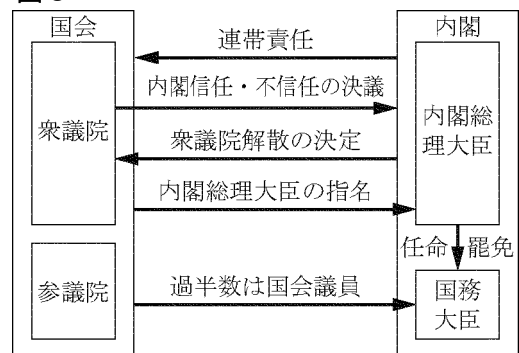 国会
内閣
連帯責任
内閣信任・不信任の決議
衆議院
内閣総
理大臣
衆議院解散の決定
内閣総理大臣の指名
任命
罷免
参議院
過半数は国会議員
国務
大臣